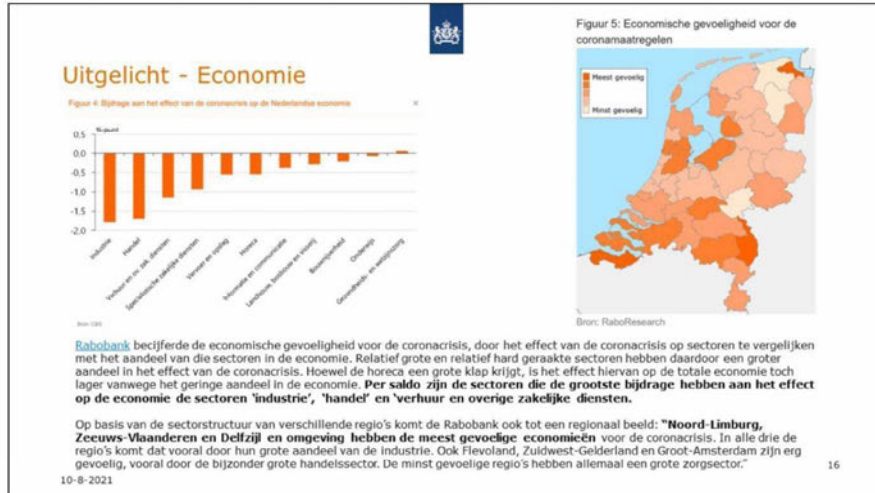 Uitgelicht - Economie
Figuur 4: Bijdrage aan het effect van de coronacrisis op de Nederlandse economie
×
%-punt
0,5
0,0
-0,5
-1,0
-1,5
-2,0
Industrie
Handel
Verhuur en ov. zak. diensten
Specialistische zakelijke diensten
Vervoer en opslag
Horeca
Informatie en communicatie
Landbouw, bosbouw en visserij
Bouwnijverheid
Onderwijs
Gezondheids- en welzijnszorg
Bron: CBS
Figuur 5: Economische gevoeligheid voor de
coronamaatregelen
Meest gevoelig
Minst gevoelig
Bron: RaboResearch
Rabobank becijferde de economische gevoeligheid voor de coronacrisis, door het effect van de coronacrisis op sectoren te vergelijken
met het aandeel van die sectoren in de economie. Relatief grote en relatief hard geraakte sectoren hebben daardoor een groter
aandeel in het effect van de coronacrisis. Hoewel de horeca een grote klap krijgt, is het effect hiervan op de totale economie toch
lager vanwege het geringe aandeel in de economie. Per saldo zijn de sectoren die de grootste bijdrage hebben aan het effect
op de economie de sectoren 'industrie', 'handel' en 'verhuur en overige zakelijke diensten.
Op basis van de sectorstructuur van verschillende regio's komt de Rabobank ook tot een regionaal beeld: "Noord-Limburg,
Zeeuws-Vlaanderen en Delfzijl en omgeving hebben de meest gevoelige economieën voor de coronacrisis. In alle drie de
regio's komt dat vooral door hun grote aandeel van de industrie. Ook Flevoland, Zuidwest-Gelderland en Groot-Amsterdam zijn erg
gevoelig, vooral door de bijzonder grote handelssector. De minst gevoelige regio's hebben allemaal een grote zorgsector."
16
10-8-2021